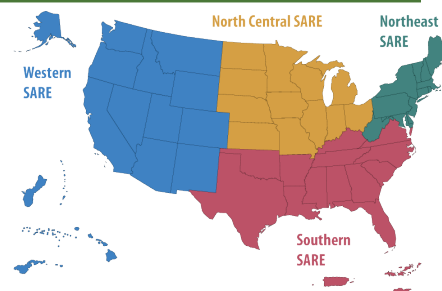 North Central SARE
Northeast
SARE
Western
SARE
Southern
SARE